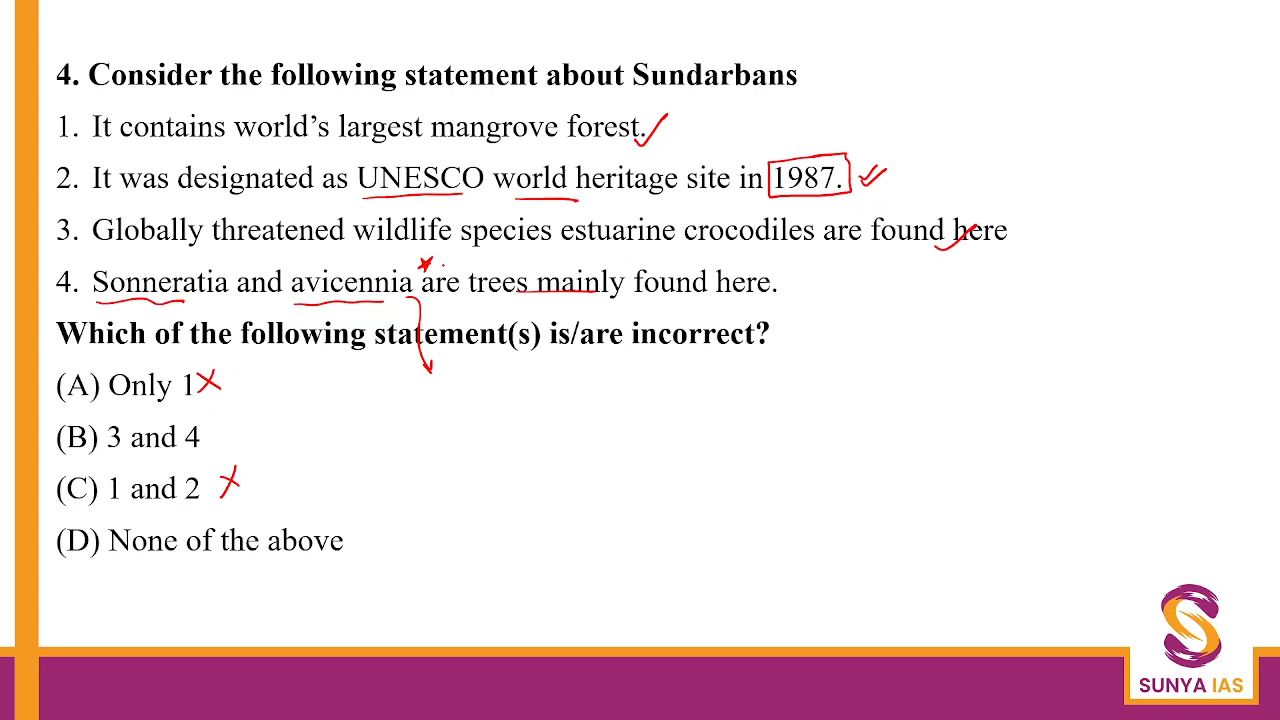 4. Consider the following statement about Sundarbans
1. It contains world's largest mangrove forest.
2. It was designated as UNESCO world heritage site in 1987.
3. Globally threatened wildlife species estuarine crocodiles are found here
4. Sonneratia and avicennia are trees mainly found here.
Which of the following statement(s) is/are incorrect?
(A) Only 1
(B) 3 and 4
(C) 1 and 2
(D) None of the above
SUNYA IAS